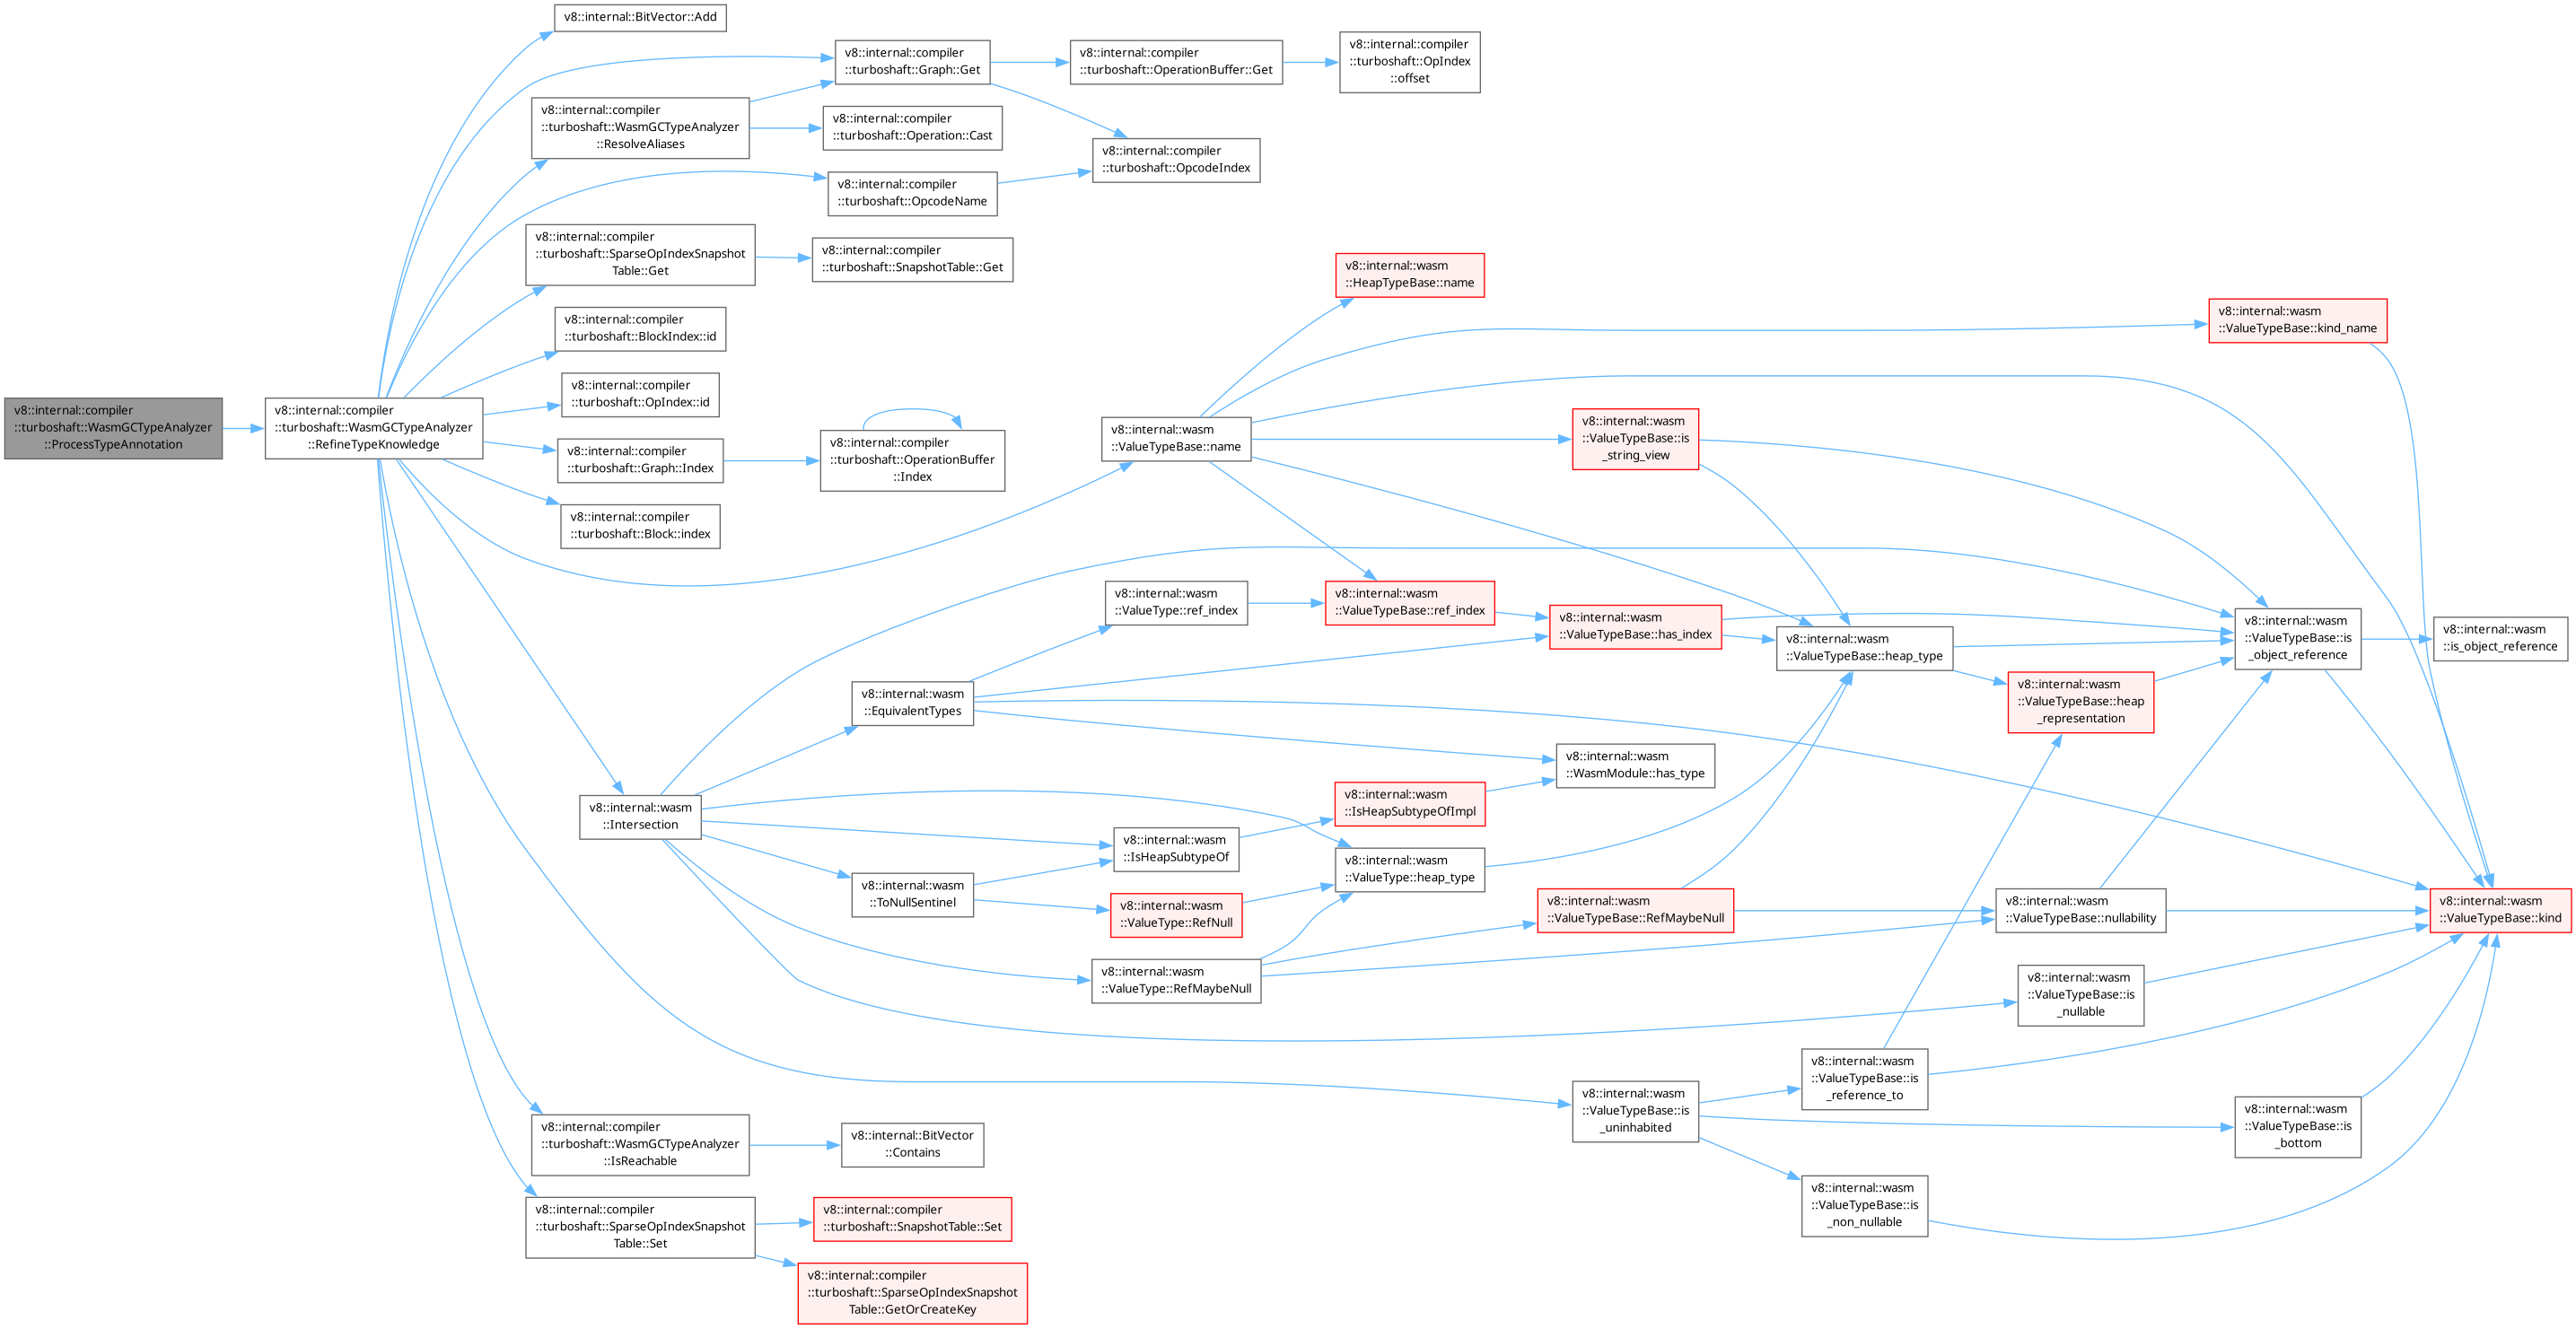 v8::internal::compiler
::turboshaft::WasmGCTypeAnalyzer
::ProcessTypeAnnotation
v8::internal::compiler
::turboshaft::WasmGCTypeAnalyzer
::RefineTypeKnowledge
v8::internal::BitVector::Add
v8::internal::compiler
::turboshaft::Graph::Get
v8::internal::compiler
::turboshaft::OperationBuffer::Get
v8::internal::compiler
::turboshaft::OpIndex
::offset
v8::internal::compiler
::turboshaft::WasmGCTypeAnalyzer
::ResolveAliases
v8::internal::compiler
::turboshaft::Operation::Cast
v8::internal::compiler
::turboshaft::OpcodeIndex
v8::internal::compiler
::turboshaft::OpcodeName
v8::internal::compiler
::turboshaft::SparseOpIndexSnapshot
Table::Get
v8::internal::compiler
::turboshaft::SnapshotTable::Get
v8::internal::compiler
::turboshaft::BlockIndex::id
v8::internal::compiler
::turboshaft::OpIndex::id
v8::internal::compiler
::turboshaft::Graph::Index
v8::internal::compiler
::turboshaft::OperationBuffer
::Index
v8::internal::compiler
::turboshaft::Block::index
v8::internal::wasm
::ValueTypeBase::name
v8::internal::wasm
::HeapTypeBase::name
v8::internal::wasm
::ValueTypeBase::kind_name
v8::internal::wasm
::ValueTypeBase::is
_string_view
v8::internal::wasm
::ValueType::ref_index
v8::internal::wasm
::ValueTypeBase::ref_index
v8::internal::wasm
::ValueTypeBase::has_index
v8::internal::wasm
::ValueTypeBase::heap_type
v8::internal::wasm
::ValueTypeBase::is
_object_reference
v8::internal::wasm
::is_object_reference
v8::internal::wasm
::ValueTypeBase::heap
_representation
v8::internal::wasm
::EquivalentTypes
v8::internal::wasm
::WasmModule::has_type
v8::internal::wasm
::Intersection
v8::internal::wasm
::IsHeapSubtypeOfImpl
v8::internal::wasm
::IsHeapSubtypeOf
v8::internal::wasm
::ValueType::heap_type
v8::internal::wasm
::ToNullSentinel
v8::internal::wasm
::ValueType::RefNull
v8::internal::wasm
::ValueTypeBase::RefMaybeNull
v8::internal::wasm
::ValueTypeBase::nullability
v8::internal::wasm
::ValueTypeBase::kind
v8::internal::wasm
::ValueType::RefMaybeNull
v8::internal::wasm
::ValueTypeBase::is
_nullable
v8::internal::wasm
::ValueTypeBase::is
_reference_to
v8::internal::wasm
::ValueTypeBase::is
_uninhabited
v8::internal::wasm
::ValueTypeBase::is
_bottom
v8::internal::wasm
::ValueTypeBase::is
_non_nullable
v8::internal::compiler
::turboshaft::WasmGCTypeAnalyzer
::IsReachable
v8::internal::BitVector
::Contains
v8::internal::compiler
::turboshaft::SparseOpIndexSnapshot
Table::Set
v8::internal::compiler
::turboshaft::SnapshotTable::Set
v8::internal::compiler
::turboshaft::SparseOpIndexSnapshot
Table::GetOrCreateKey